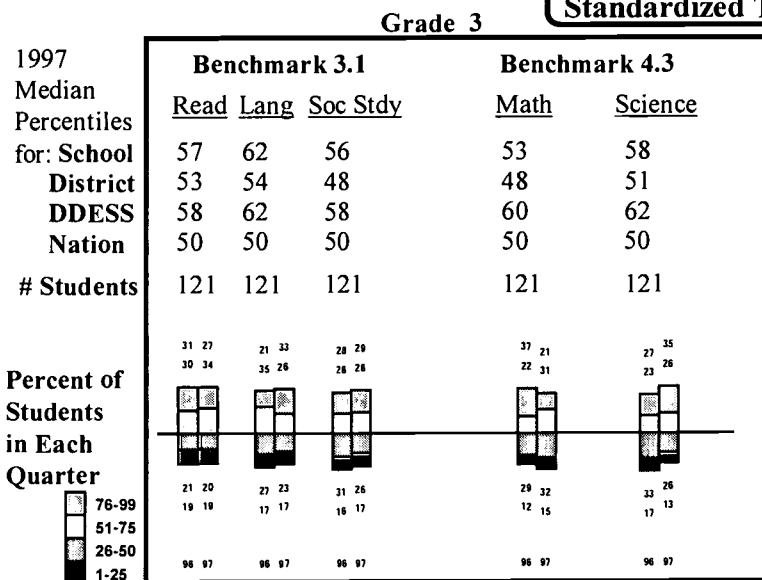 Standardized
Grade 3
1997 Median Percentiles for:
Benchmark 3.1 Benchmark 4.3
Read Lang Soc Stdy Math Science
School 57 62 56 53 58
District 53 54 48 48 51
DDESS 58 62 58 60 62
Nation 50 50 50 50 50
# Students 121 121 121 121 121
31 27 21 33 28 29 37 21 27 35
30 34 35 26 26 28 22 31 23 26
Percent of
Students
in Each
Quarter
21 20 27 23 31 26 29 32 33 26
19 19 17 17 16 17 12 15 17 13
76-99
51-75
26-50
1-25
96 97 96 97 96 97 96 97 96 97